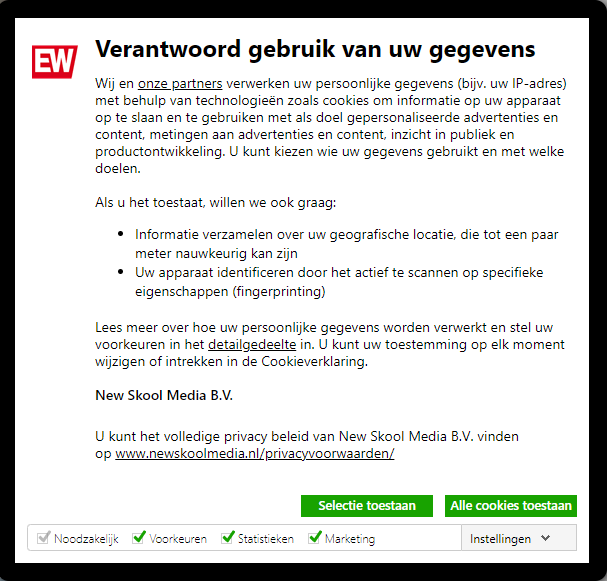 EW
Verantwoord gebruik van uw gegevens
Wij en onze partners verwerken uw persoonlijke gegevens (bijv. uw IP-adres)
met behulp van technologieën zoals cookies om informatie op uw apparaat
op te slaan en te gebruiken met als doel gepersonaliseerde advertenties en
content, metingen aan advertenties en content, inzicht in publiek en
productontwikkeling. U kunt kiezen wie uw gegevens gebruikt en met welke
doelen.
Als u het toestaat, willen we ook graag:
• Informatie verzamelen over uw geografische locatie, die tot een paar
meter nauwkeurig kan zijn
• Uw apparaat identificeren door het actief te scannen op specifieke
eigenschappen (fingerprinting)
Lees meer over hoe uw persoonlijke gegevens worden verwerkt en stel uw
voorkeuren in het detailgedeelte in. U kunt uw toestemming op elk moment
wijzigen of intrekken in de Cookieverklaring.
New Skool Media B.V.
U kunt het volledige privacy beleid van New Skool Media B.V. vinden
op www.newskoolmedia.nl/privacyvoorwaarden/
Selectie toestaan Alle cookies toestaan
Noodzakelijk Voorkeuren Statistieken Marketing Instellingen